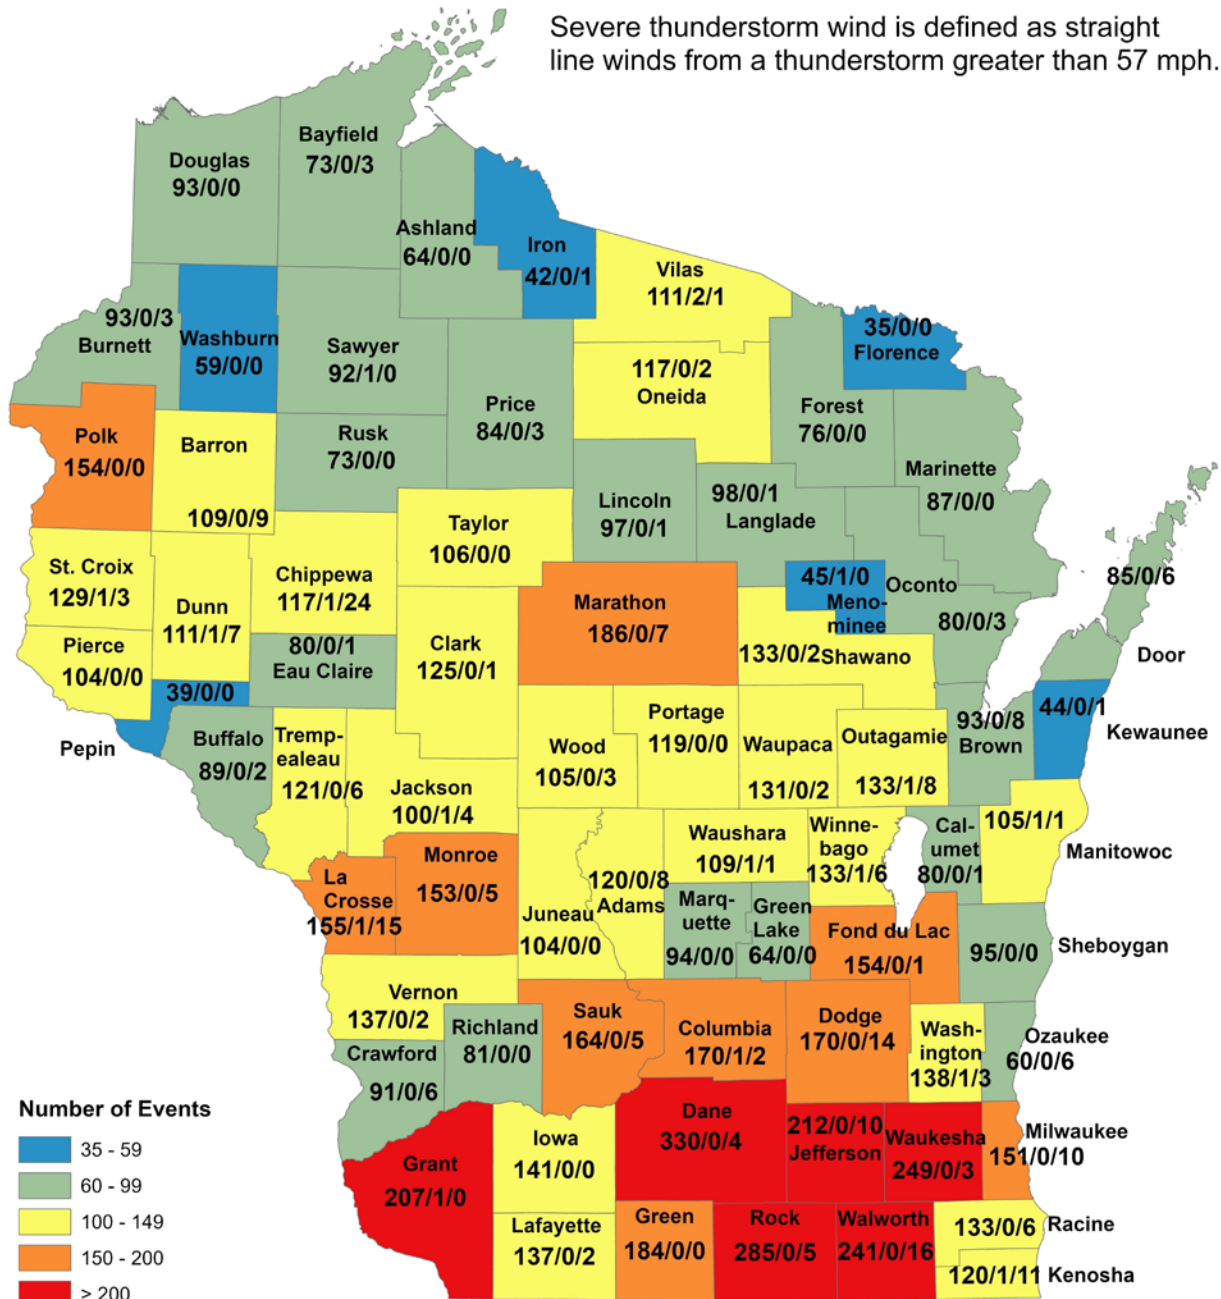 Severe thunderstorm wind is defined as straight
line winds from a thunderstorm greater than 57 mph.
Bayfield
73/0/3
Douglas
93/0/0
Ashland
64/0/0
Iron
42/0/1
Vilas
111/2/1
93/0/3
Burnett
Washburn
59/0/0
Sawyer
92/1/0
35/0/0
Florence
117/0/2
Oneida
Price
84/0/3
Forest
76/0/0
Polk
154/0/0
Barron
109/0/9
Rusk
73/0/0
Marinette
87/0/0
Lincoln
97/0/1
98/0/1
Langlade
Taylor
106/0/0
St. Croix
129/1/3
Dunn
111/1/7
Chippewa
117/1/24
Marathon
186/0/7
45/1/0
Meno-
minee
Oconto
80/0/3
85/0/6
Door
Pierce
104/0/0
80/0/1
Eau Claire
Clark
125/0/1
133/0/2
Shawano
39/0/0
Pepin
Buffalo
89/0/2
Tremp-
ealeau
121/0/6
Jackson
100/1/4
Wood
105/0/3
Portage
119/0/0
Waupaca
131/0/2
Outagamie
133/1/8
93/0/8
Brown
44/0/1
Kewaunee
Monroe
153/0/5
La
Crosse
155/1/15
Juneau
104/0/0
120/0/8
Adams
Waushara
109/1/1
Winne-
bago
133/1/6
Cal-
umet
80/0/1
105/1/1
Manitowoc
Marq-
uette
94/0/0
Green
Lake
64/0/0
Fond du Lac
154/0/1
95/0/0
Sheboygan
Vernon
137/0/2
Richland
81/0/0
Sauk
164/0/5
Columbia
170/1/2
Dodge
170/0/14
Wash-
ington
138/1/3
Ozaukee
60/0/6
Crawford
91/0/6
Grant
207/1/0
Iowa
141/0/0
Dane
330/0/4
212/0/10
Jefferson
Waukesha
249/0/3
Milwaukee
151/0/10
Lafayette
137/0/2
Green
184/0/0
Rock
285/0/5
Walworth
241/0/16
133/0/6
Racine
120/1/11
Kenosha
Number of Events
35 - 59
60 - 99
100 - 149
150 - 200
> 200